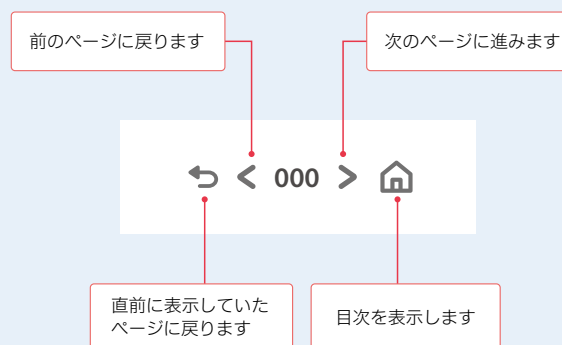 前のページに戻ります
次のページに進みます
000
直前に表示していた
ページに戻ります
目次を表示します